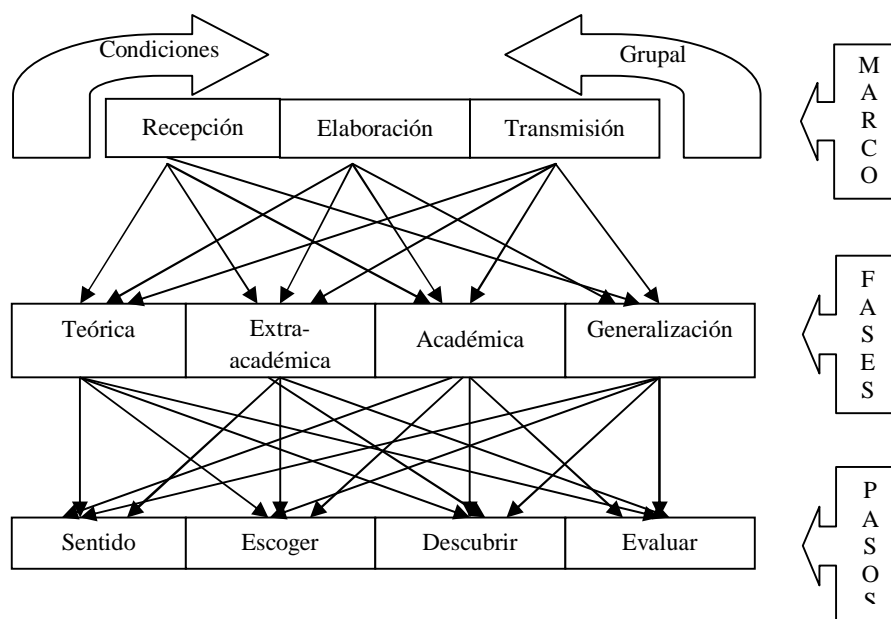 Condiciones
Grupal
Recepción
Elaboración
Transmisión
M
A
R
C
O
Teórica
Extra-
académica
Académica
Generalización
F
A
S
E
S
Sentido
Escoger
Descubrir
Evaluar
P
A
S
O
S